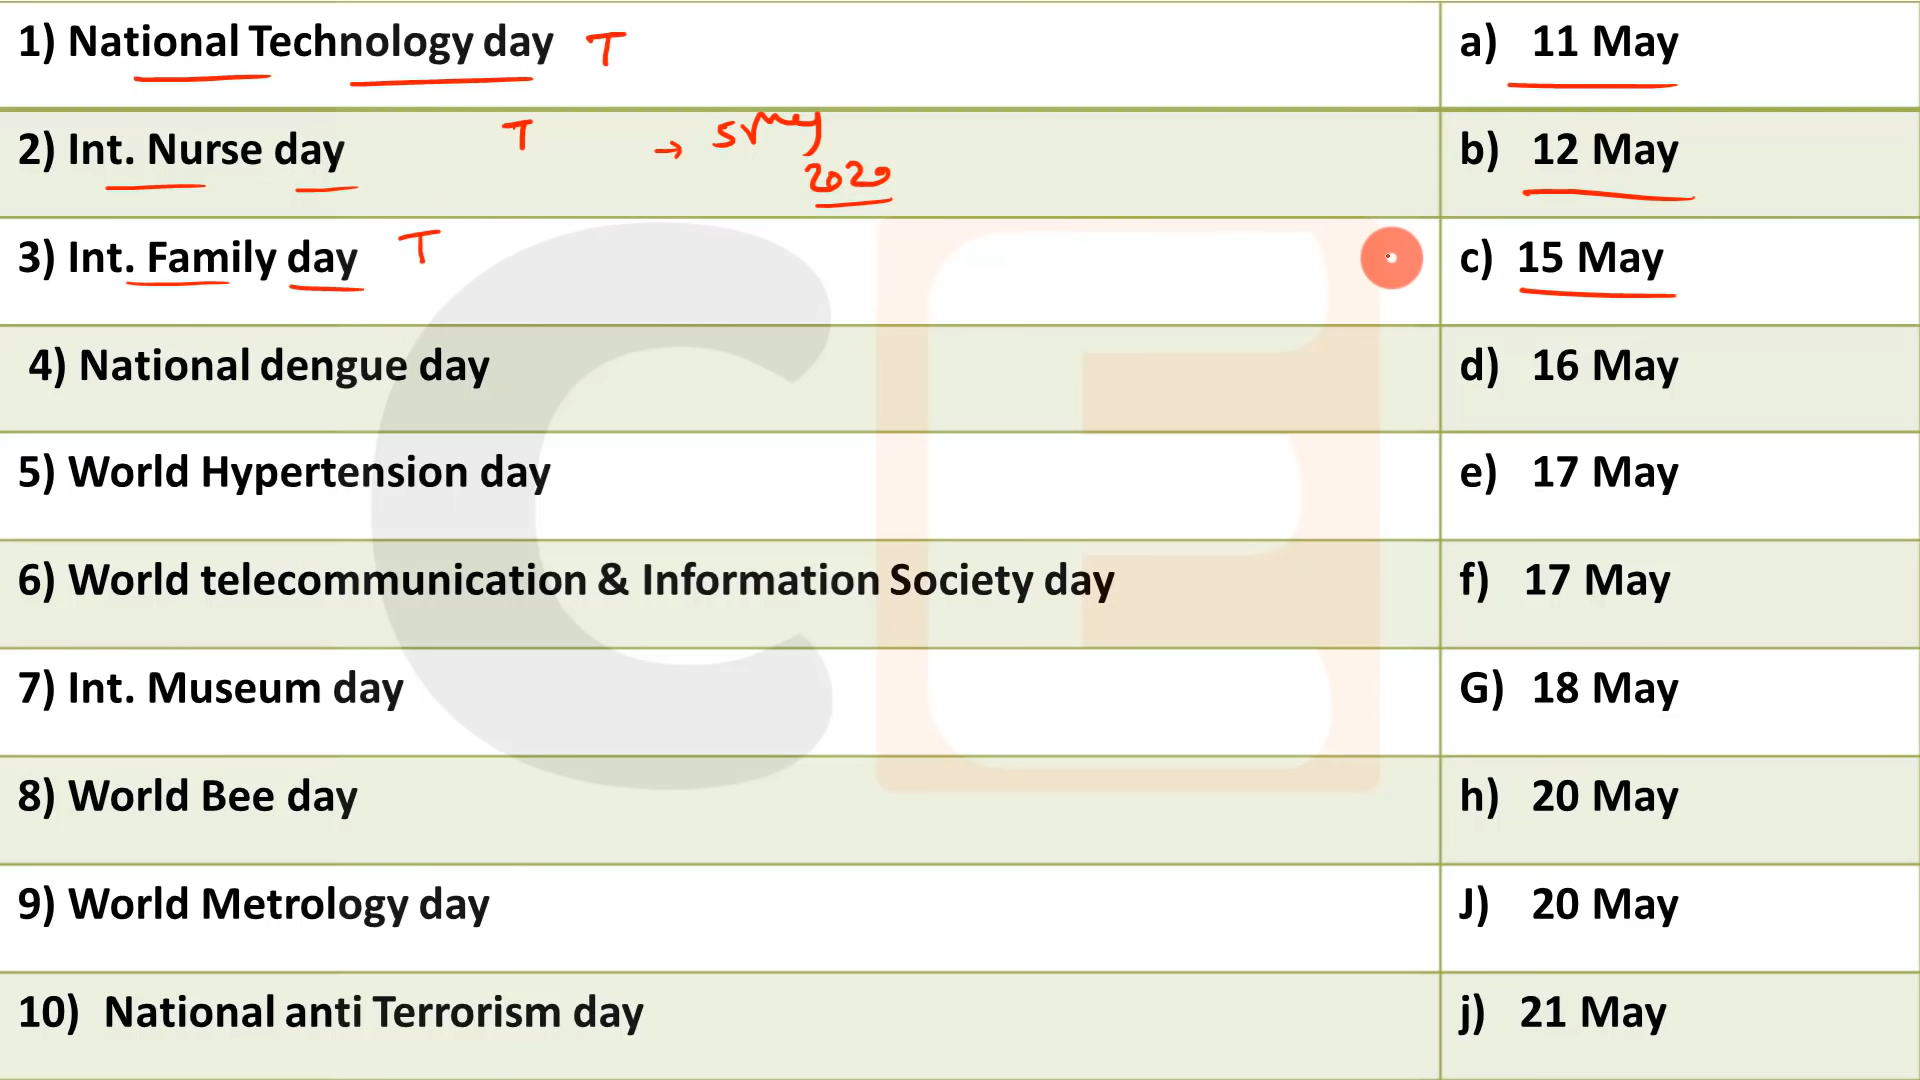 1) National Technology day T a) 11 May
2) Int. Nurse day T → 5 May b) 12 May
2020
3) Int. Family day T c) 15 May
4) National dengue day d) 16 May
5) World Hypertension day e) 17 May
6) World telecommunication & Information Society day f) 17 May
7) Int. Museum day G) 18 May
8) World Bee day h) 20 May
9) World Metrology day J) 20 May
10) National anti Terrorism day j) 21 May
CE